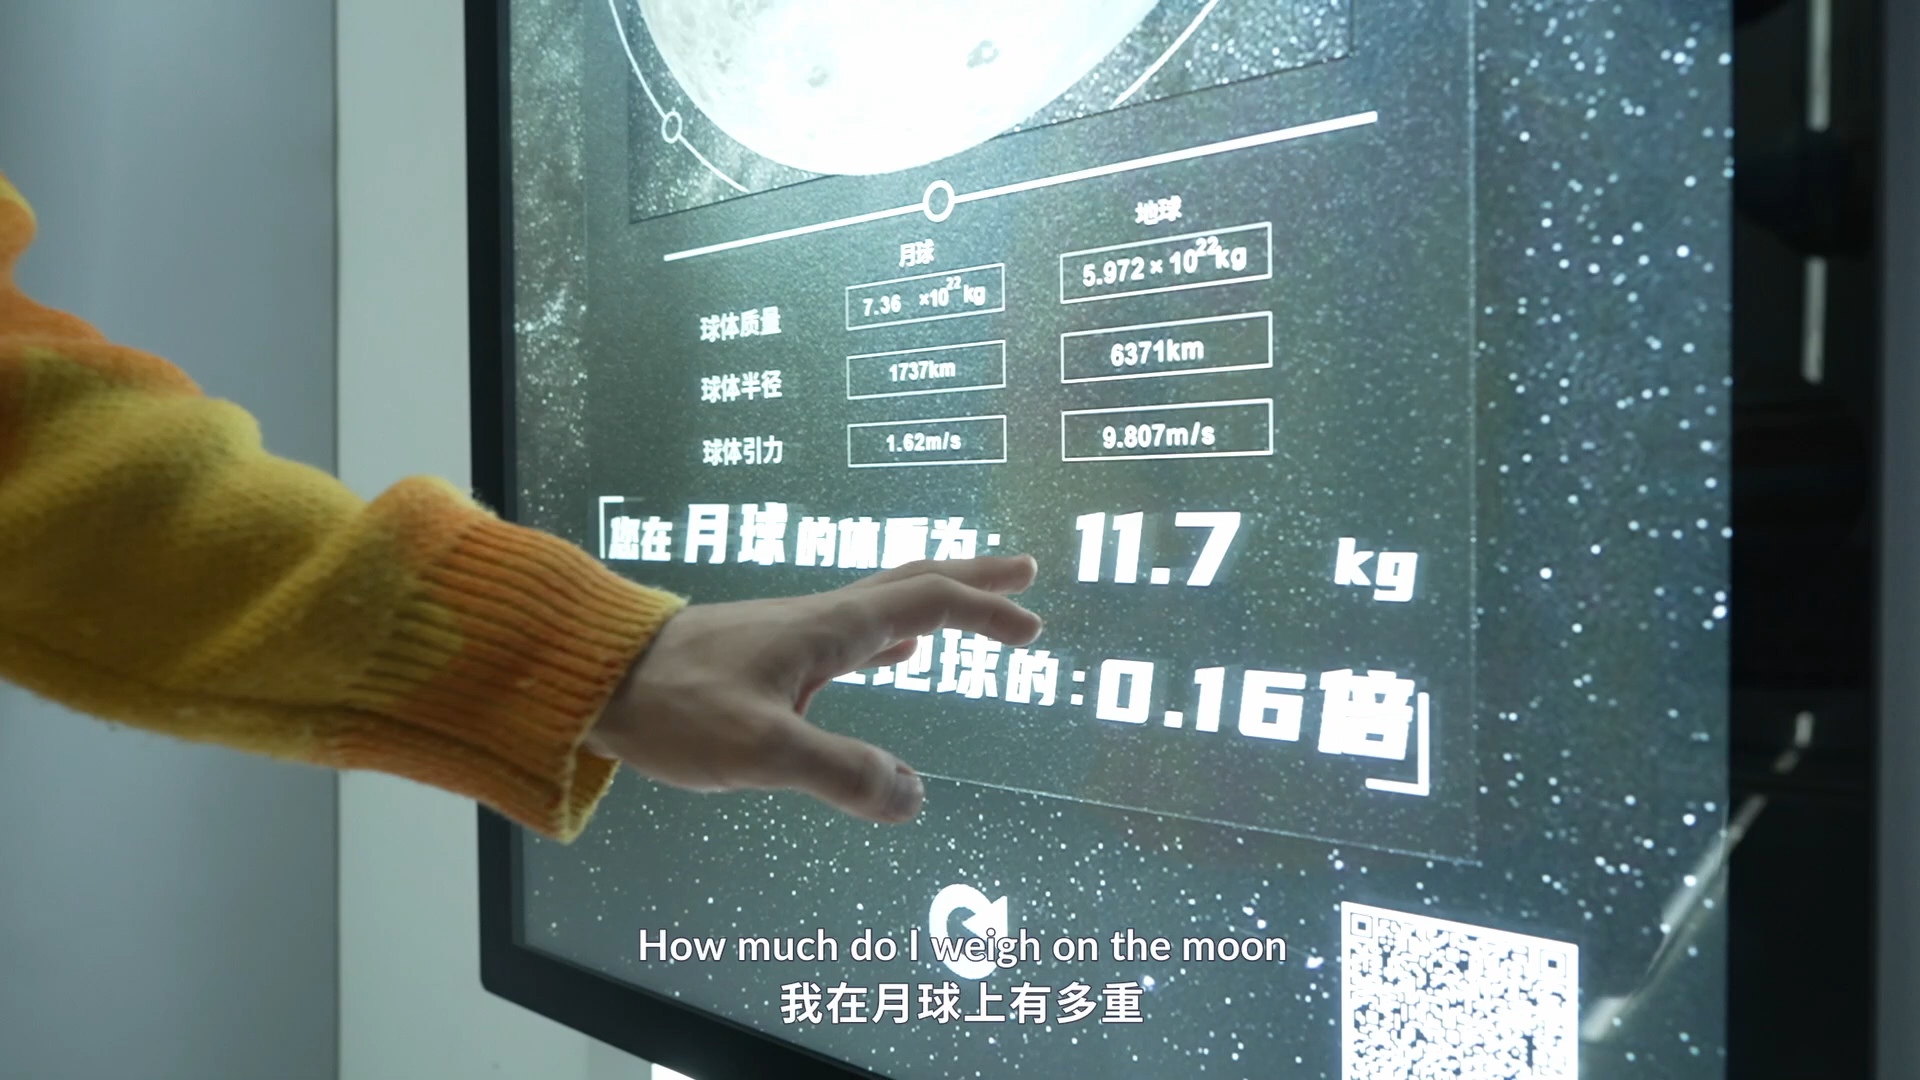 月球 地球
球体质量 7.36 ×10²²kg 5.972×10²²kg
球体半径 1737km 6371km
球体引力 1.62m/s 9.807m/s
您在月球的体质为: 11.7 kg
地球的:0.16倍
How much do I weigh on the moon
我在月球上有多重